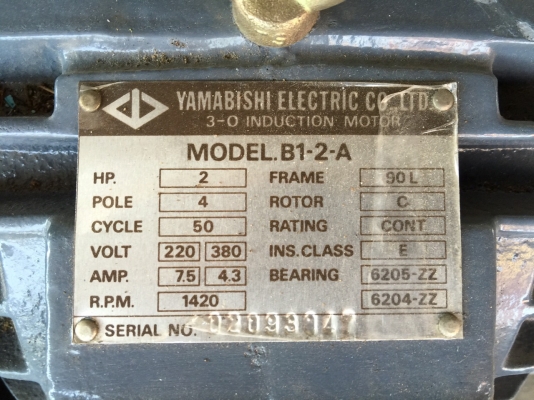 YAMABISHI ELECTRIC CO., LTD.
3-O INDUCTION MOTOR
MODEL.B1-2-A
HP. 2 FRAME 90L
POLE 4 ROTOR C
CYCLE 50 RATING CONT
VOLT 220 380 INS.CLASS E
AMP. 7.5 4.3 BEARING 6205-ZZ
R.P.M. 1420 6204-ZZ
SERIAL NO.